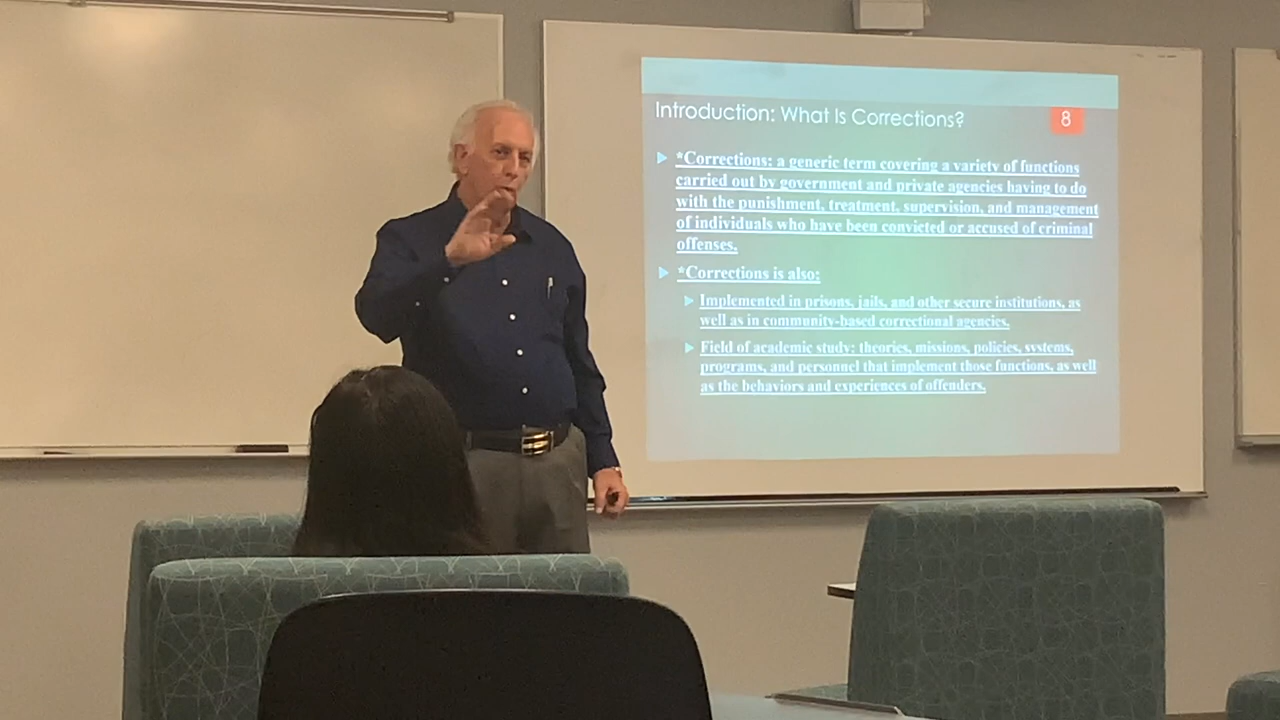 Introduction: What Is Corrections?
8
*Corrections: a generic term covering a variety of functions
carried out by government and private agencies having to do
with the punishment, treatment, supervision, and management
of individuals who have been convicted or accused of criminal
offenses.
*Corrections is also:
Implemented in prisons, jails, and other secure institutions, as
well as in community-based correctional agencies.
Field of academic study: theories, missions, policies, systems,
programs, and personnel that implement those functions, as well
as the behaviors and experiences of offenders.